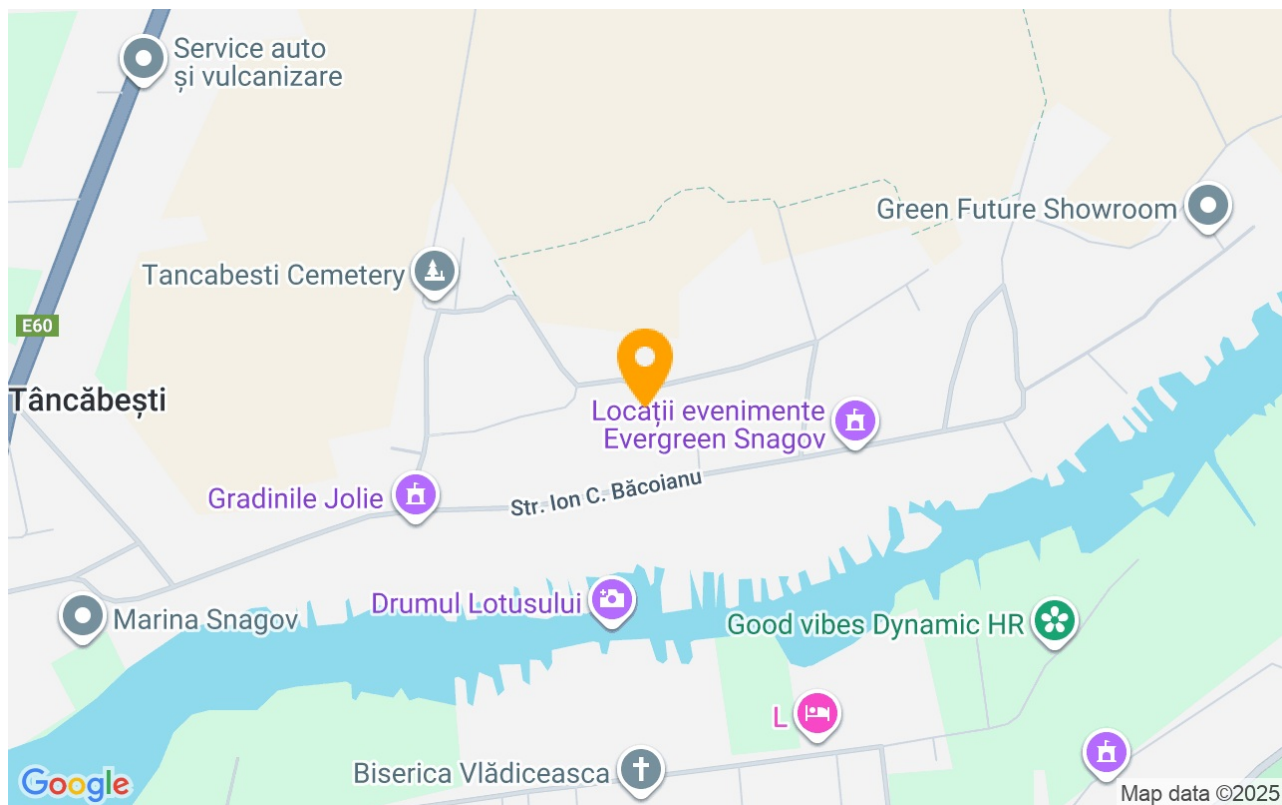 Service auto
și vulcanizare
Green Future Showroom
Tancabesti Cemetery
E60
Tâncăbești
Locații evenimente
Evergreen Snagov
Gradinile Jolie
Str. Ion C. Băcoianu
Drumul Lotusului
Marina Snagov
Good vibes Dynamic HR
L
Biserica Vlădiceasca
Google
Map data ©2025